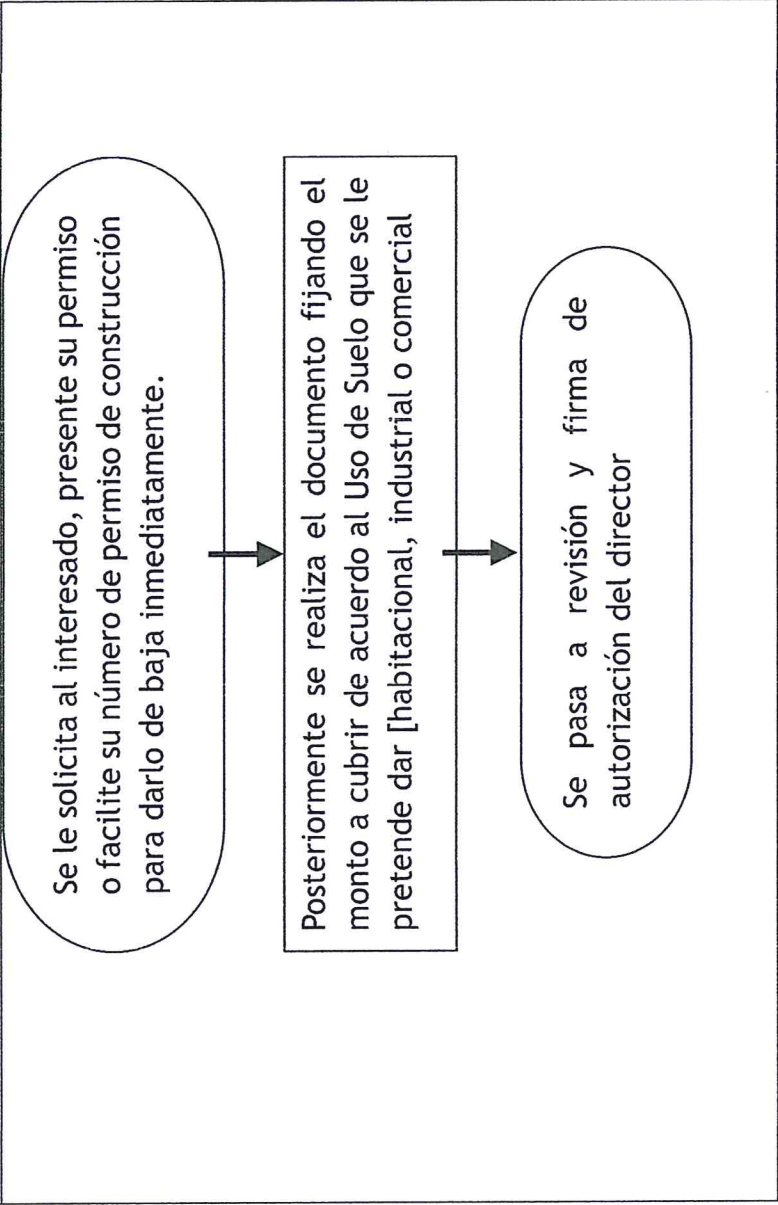 Se le solicita al interesado, presente su permiso
o facilite su número de permiso de construcción
para darlo de baja inmediatamente.
Posteriormente se realiza el documento fijando el
monto a cubrir de acuerdo al Uso de Suelo que se le
pretende dar [habitacional, industrial o comercial
Se pasa a revisión y firma de
autorización del director